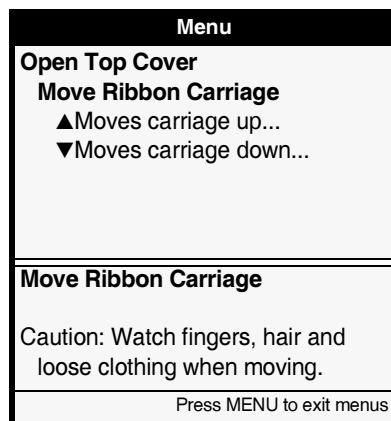 Menu
Open Top Cover
Move Ribbon Carriage
▲Moves carriage up...
▼Moves carriage down...
Move Ribbon Carriage
Caution: Watch fingers, hair and
loose clothing when moving.
Press MENU to exit menus